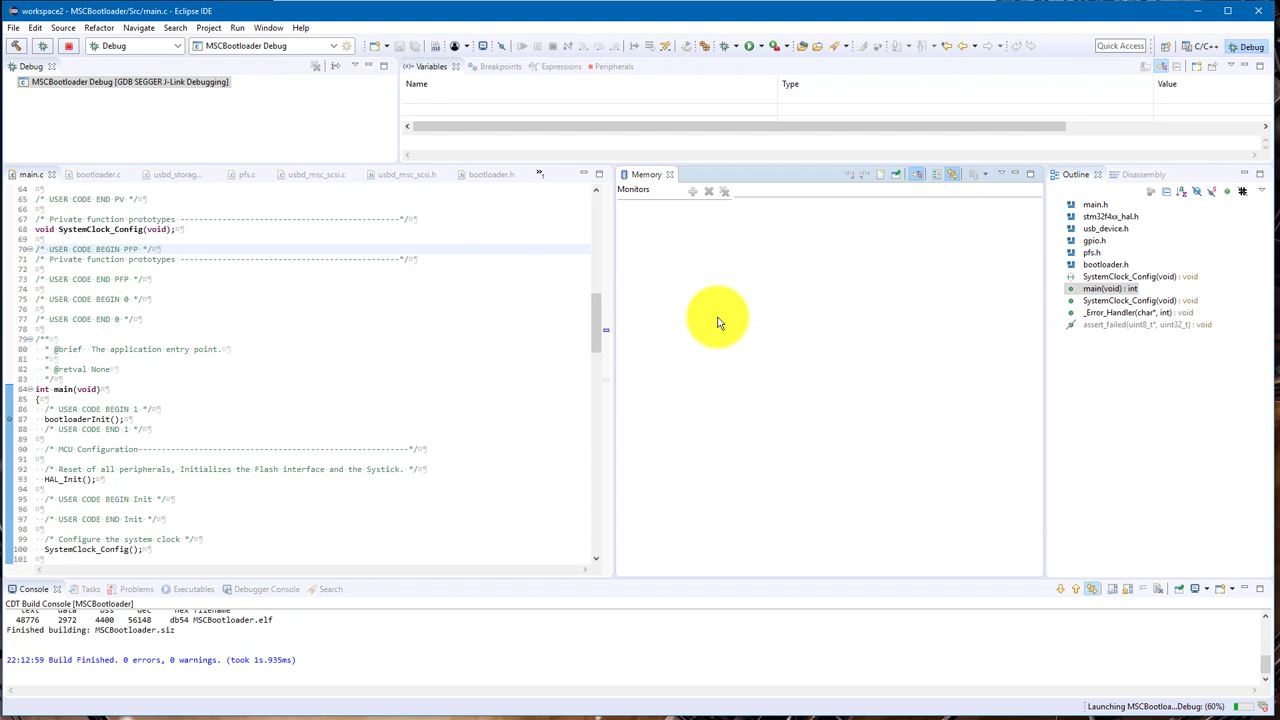 workspace2 - MSCBootloader/Src/main.c - Eclipse IDE
File Edit Source Refactor Navigate Search Project Run Window Help
Debug MSCBootloader Debug Quick Access C/C++ Debug
Debug
MSCBootloader Debug [GDB SEGGER J-Link Debugging]
Variables Breakpoints Expressions Peripherals
Name Type Value
main.c bootloader.c usbd_storag... pfs.c usbd_msc_scsi.c usbd_msc_scsi.h bootloader.h
64
65 /* USER CODE END PV */
66
67 /* Private function prototypes -----------------------------------------------*/
68 void SystemClock_Config(void);
69
70 /* USER CODE BEGIN PFP */
71 /* Private function prototypes -----------------------------------------------*/
72
73 /* USER CODE END PFP */
74
75 /* USER CODE BEGIN 0 */
76
77 /* USER CODE END 0 */
78
79 /**
80 * @brief The application entry point.
81 *
82 * @retval None
83 */
84 int main(void)
85 {
86 /* USER CODE BEGIN 1 */
87 bootloaderInit();
88 /* USER CODE END 1 */
89
90 /* MCU Configuration----------------------------------------------------------*/
91
92 /* Reset of all peripherals, Initializes the Flash interface and the Systick. */
93 HAL_Init();
94
95 /* USER CODE BEGIN Init */
96
97 /* USER CODE END Init */
98
99 /* Configure the system clock */
100 SystemClock_Config();
101
Memory
Monitors
Outline Disassembly
main.h
stm32f4xx_hal.h
usb_device.h
gpio.h
pfs.h
bootloader.h
SystemClock_Config(void) : void
main(void) : int
SystemClock_Config(void) : void
_Error_Handler(char*, int) : void
assert_failed(uint8_t*, uint32_t) : void
Console Tasks Problems Executables Debugger Console Search
CDT Build Console [MSCBootloader]
text data bss dec hex filename
48776 2972 4400 56148 db54 MSCBootloader.elf
Finished building: MSCBootloader.siz
22:12:59 Build Finished. 0 errors, 0 warnings. (took 1s.935ms)
Launching MSCBootloa...Debug: (60%)